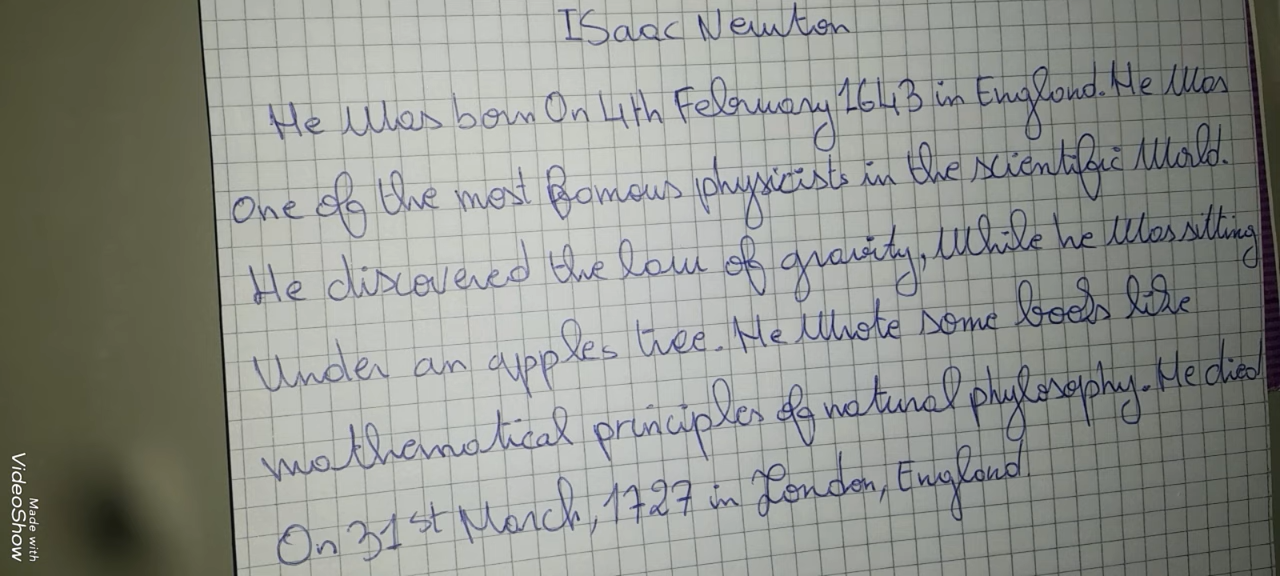 Isaac Newton
He was born On 4th February 1643 in England. He was
One of the most famous physicists in the scientific World.
He discovered the law of gravity, While he was sitting
Under an apples tree. He Whote some books like
mathematical principles of natural phylosophy. He died
On 31st March, 1727 in London, England
Made with
VideoShow